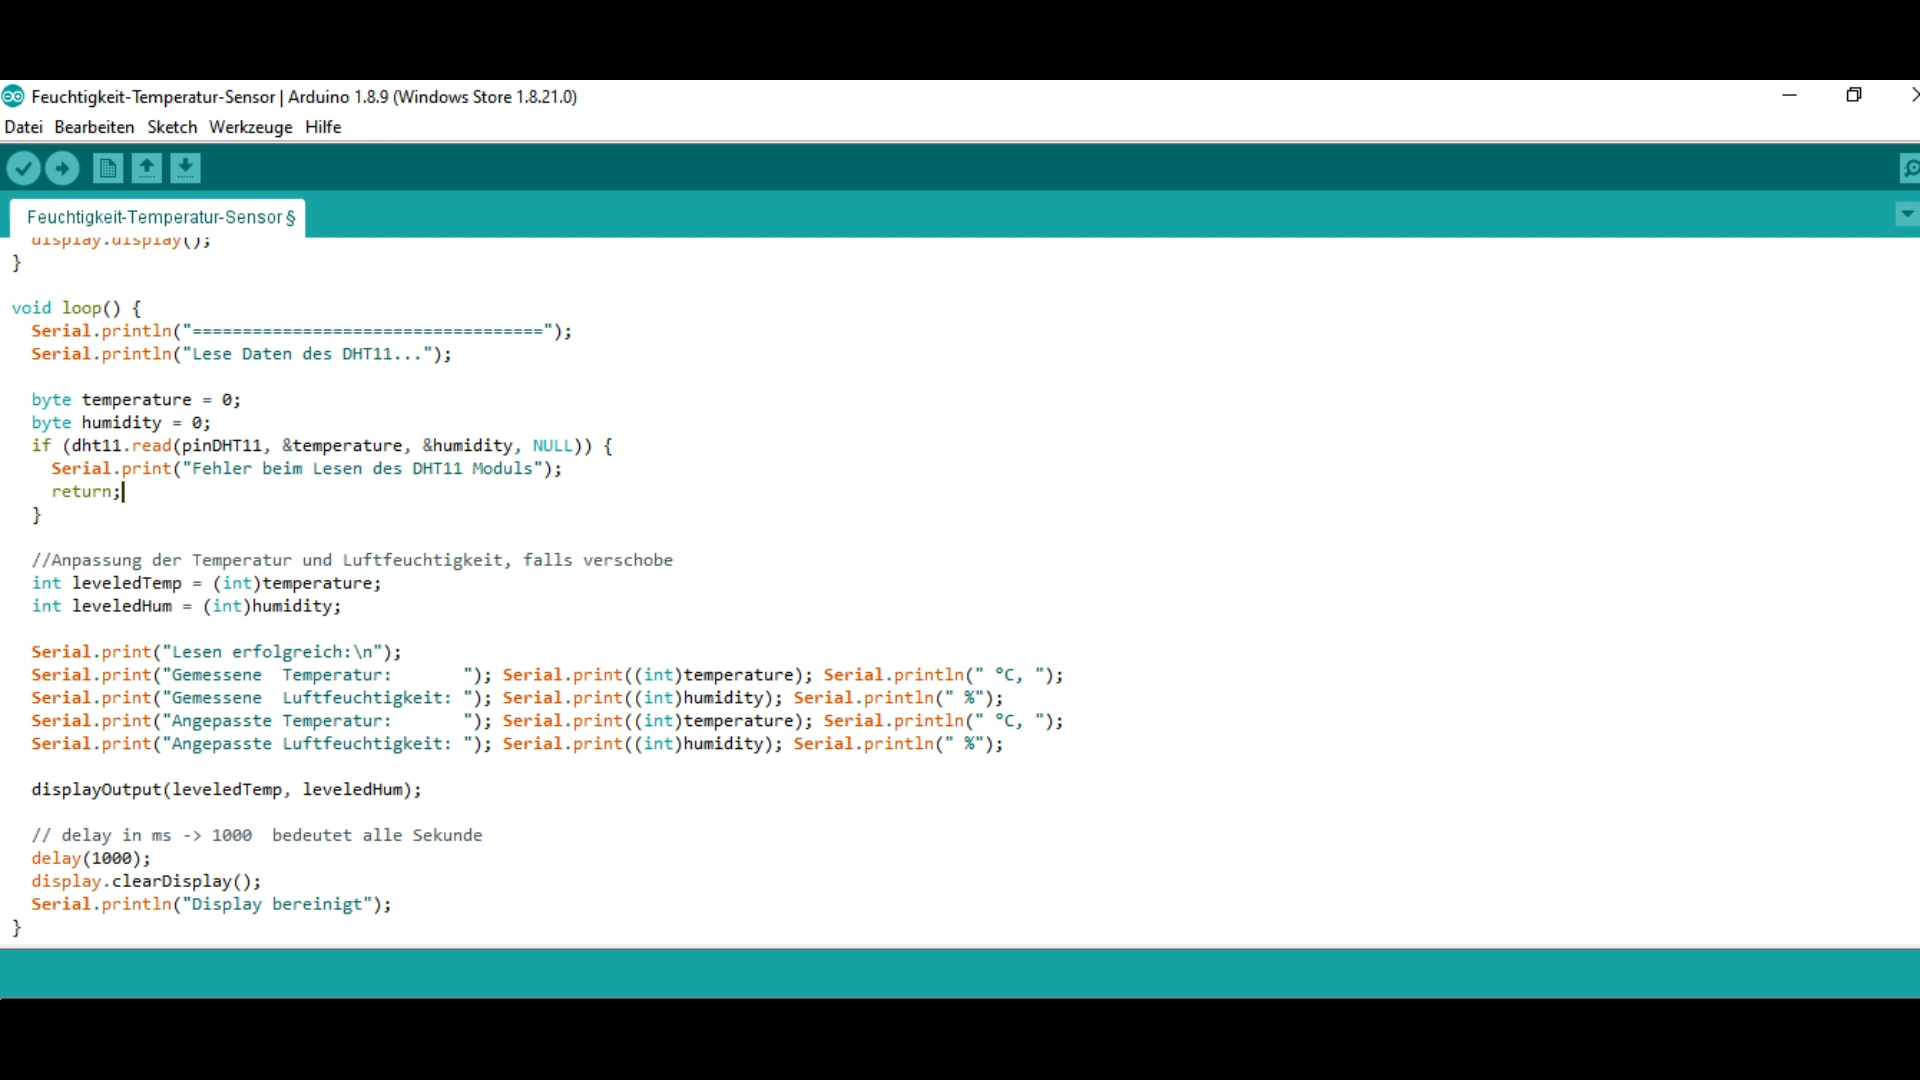 Feuchtigkeit-Temperatur-Sensor | Arduino 1.8.9 (Windows Store 1.8.21.0)
Datei Bearbeiten Sketch Werkzeuge Hilfe
Feuchtigkeit-Temperatur-Sensor §
display.display();
}
void loop() {
Serial.println("===================================");
Serial.println("Lese Daten des DHT11...");
byte temperature = 0;
byte humidity = 0;
if (dht11.read(pinDHT11, &temperature, &humidity, NULL)) {
Serial.print("Fehler beim Lesen des DHT11 Moduls");
return;
}
//Anpassung der Temperatur und Luftfeuchtigkeit, falls verschobe
int leveledTemp = (int)temperature;
int leveledHum = (int)humidity;
Serial.print("Lesen erfolgreich:\n");
Serial.print("Gemessene  Temperatur:       "); Serial.print((int)temperature); Serial.println(" °C, ");
Serial.print("Gemessene  Luftfeuchtigkeit: "); Serial.print((int)humidity); Serial.println(" %");
Serial.print("Angepasste Temperatur:       "); Serial.print((int)temperature); Serial.println(" °C, ");
Serial.print("Angepasste Luftfeuchtigkeit: "); Serial.print((int)humidity); Serial.println(" %");
displayOutput(leveledTemp, leveledHum);
// delay in ms -> 1000  bedeutet alle Sekunde
delay(1000);
display.clearDisplay();
Serial.println("Display bereinigt");
}